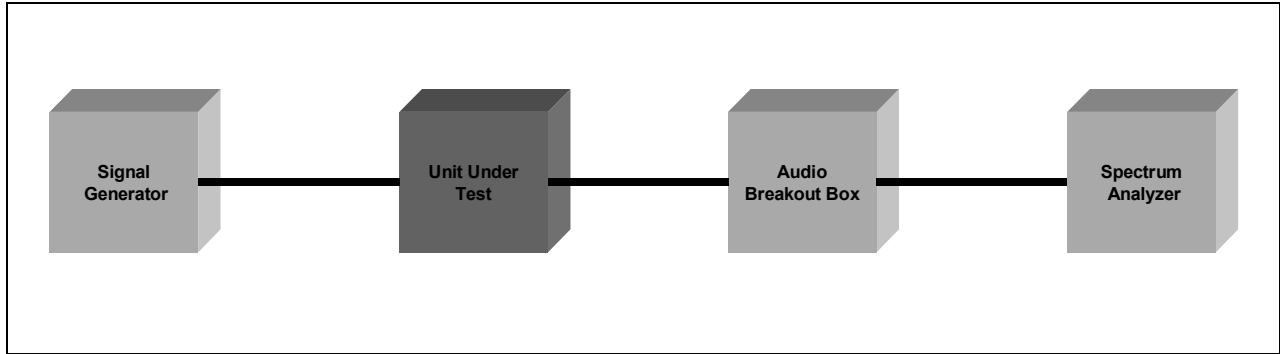 Signal
Generator
Unit Under
Test
Audio
Breakout Box
Spectrum
Analyzer